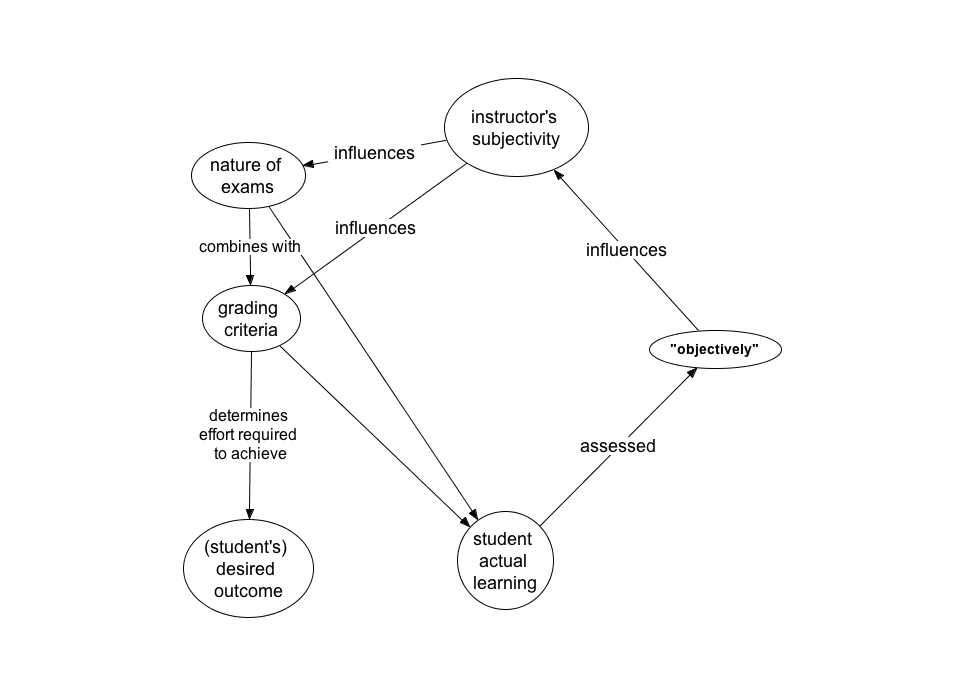 instructor's
subjectivity
influences
nature of
exams
influences
combines with
influences
grading
criteria
"objectively"
determines
effort required
to achieve
assessed
(student's)
desired
outcome
student
actual
learning